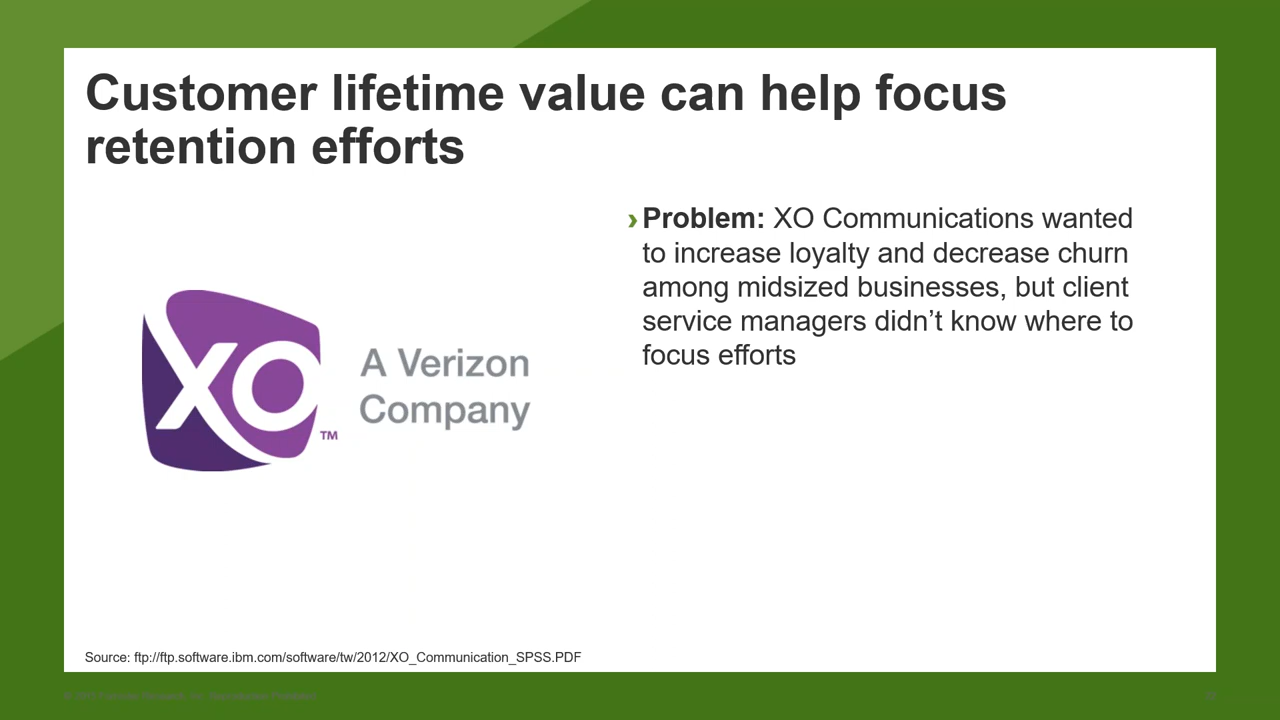 Customer lifetime value can help focus
retention efforts
XO
TM
A Verizon
Company
› Problem: XO Communications wanted
to increase loyalty and decrease churn
among midsized businesses, but client
service managers didn’t know where to
focus efforts
Source: ftp://ftp.software.ibm.com/software/tw/2012/XO_Communication_SPSS.PDF